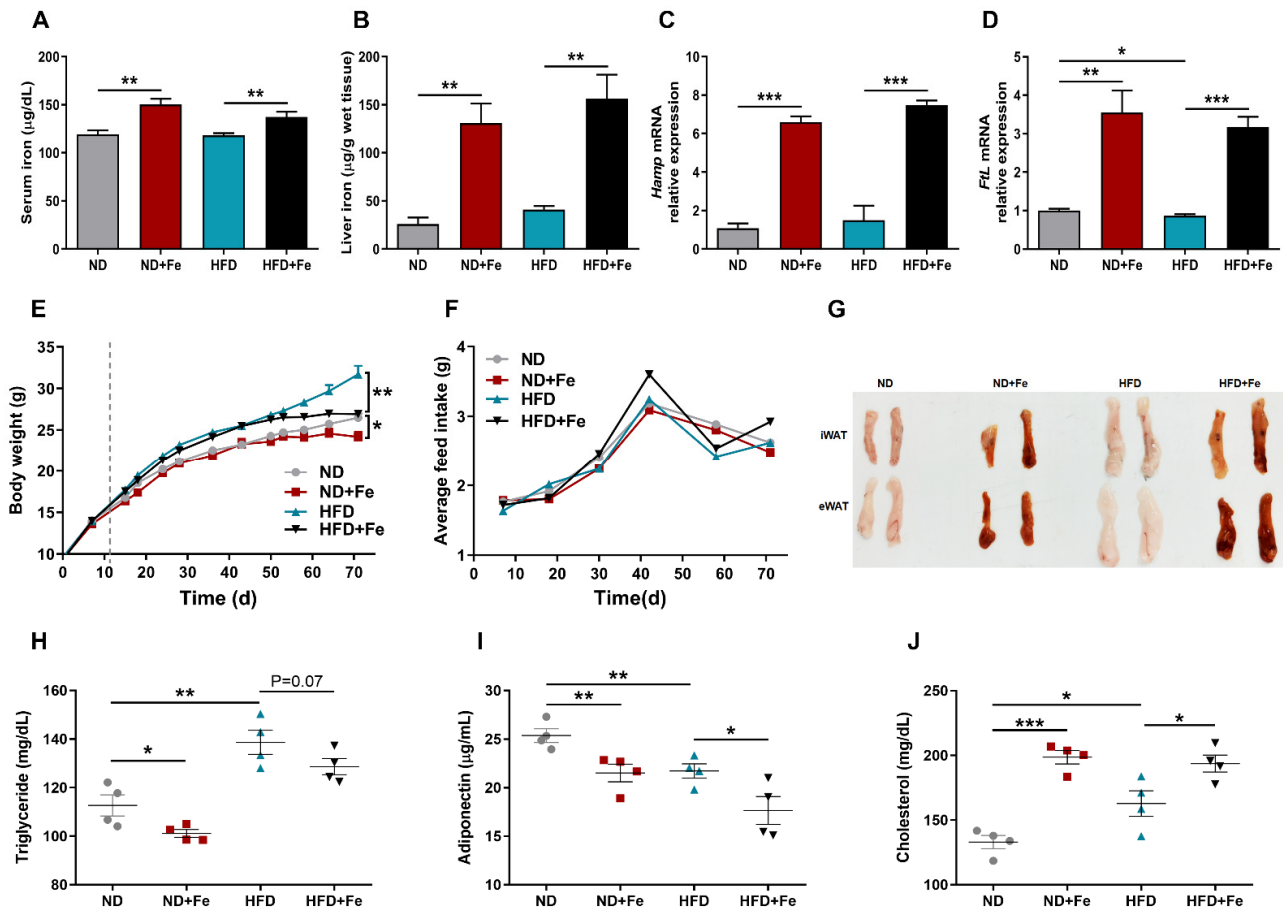 A
Serum iron (μg/dL)
200
150
100
50
0
**
**
ND
ND+Fe
HFD
HFD+Fe
B
Liver iron (μg/g wet tissue)
200
150
100
50
0
**
**
ND
ND+Fe
HFD
HFD+Fe
C
Hamp mRNA
relative expression
8
6
4
2
0
***
***
ND
ND+Fe
HFD
HFD+Fe
D
FtL mRNA
relative expression
5
4
3
2
1
0
*
**
***
ND
ND+Fe
HFD
HFD+Fe
E
Body weight (g)
35
30
25
20
15
10
**
*
ND
ND+Fe
HFD
HFD+Fe
0 10 20 30 40 50 60 70
Time (d)
F
Average feed intake (g)
4
3
2
1
ND
ND+Fe
HFD
HFD+Fe
0 10 20 30 40 50 60 70
Time(d)
G
ND ND+Fe HFD HFD+Fe
iWAT
eWAT
H
Triglyceride (mg/dL)
160
140
120
100
80
P=0.07
**
*
ND
ND+Fe
HFD
HFD+Fe
I
Adiponectin (μg/mL)
30
25
20
15
10
**
**
*
ND
ND+Fe
HFD
HFD+Fe
J
Cholesterol (mg/dL)
250
200
150
100
*
***
*
ND
ND+Fe
HFD
HFD+Fe